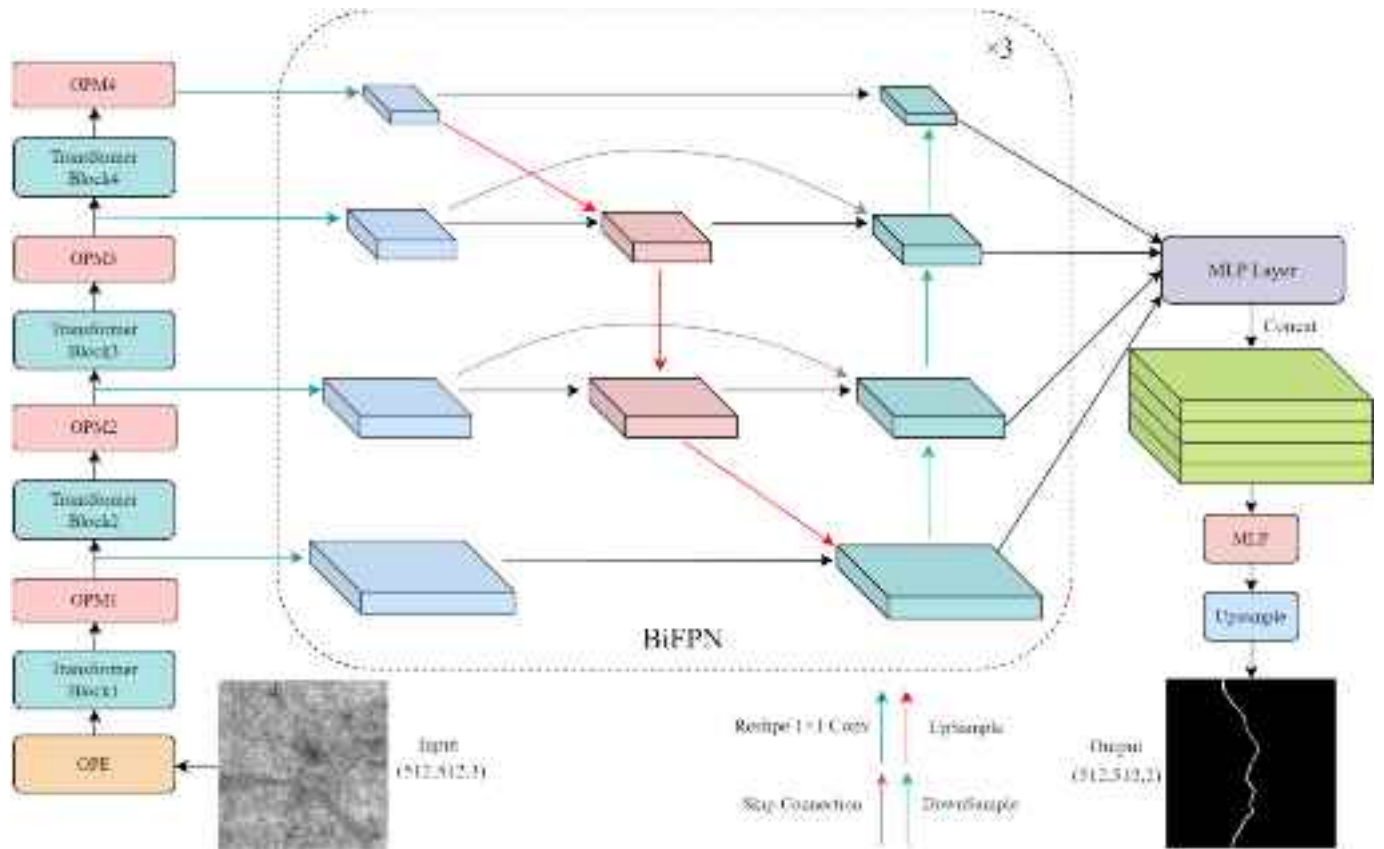 OPM4
Transformer
Block4
OPM3
Transformer
Block3
OPM2
Transformer
Block2
OPM1
Transformer
Block1
OPE
Input
(512,512,3)
×3
BiFPN
Reshpe 1×1 Conv
UpSample
Skip Connection
DownSample
MLP Layer
Concat
MLP
Upsample
Output
(512,512,2)